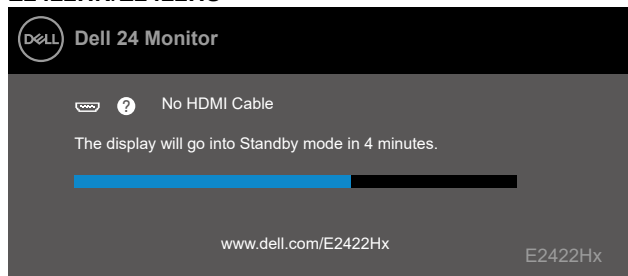 DELL Dell 24 Monitor
? No HDMI Cable
The display will go into Standby mode in 4 minutes.
www.dell.com/E2422Hx
E2422Hx